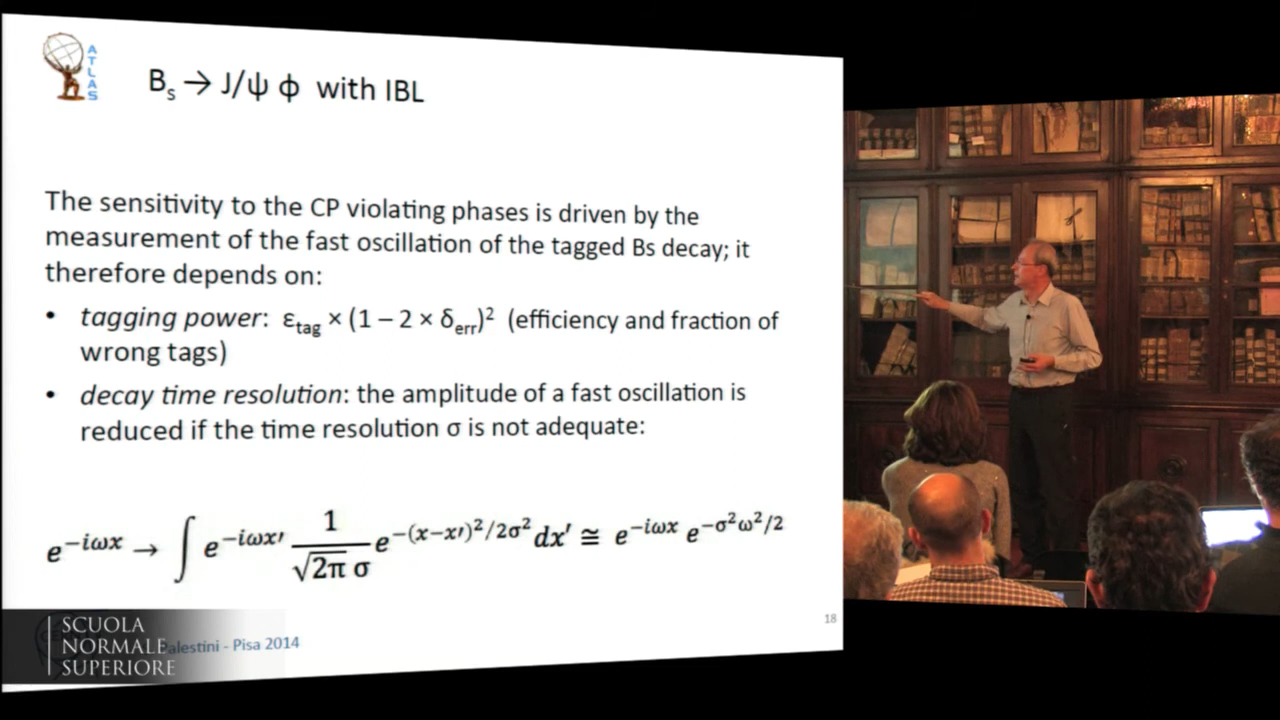 ATLAS
Bs → J/ψ ϕ with IBL
The sensitivity to the CP violating phases is driven by the
measurement of the fast oscillation of the tagged Bs decay; it
therefore depends on:
• tagging power: εtag × (1 – 2 × δerr)² (efficiency and fraction of
wrong tags)
• decay time resolution: the amplitude of a fast oscillation is
reduced if the time resolution σ is not adequate:
e^{-iωx} → ∫ e^{-iωx′} 1/(√2π σ) e^{-(x-x′)²/2σ²} dx′ ≅ e^{-iωx} e^{-σ²ω²/2}
18
SCUOLA
NORMALE
SUPERIORE
Palestini - Pisa 2014